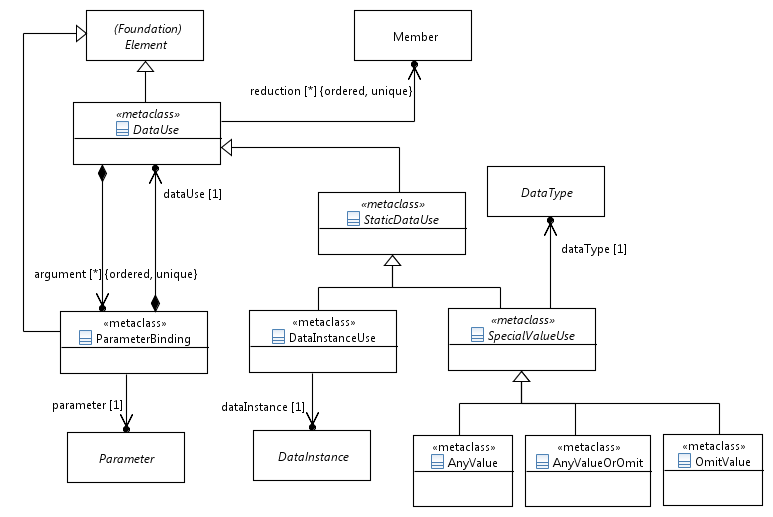 (Foundation)
Element
Member
reduction [*] {ordered, unique}
«metaclass»
DataUse
dataUse [1]
«metaclass»
StaticDataUse
DataType
dataType [1]
argument [*] {ordered, unique}
«metaclass»
ParameterBinding
«metaclass»
DataInstanceUse
«metaclass»
SpecialValueUse
parameter [1]
dataInstance [1]
Parameter
DataInstance
«metaclass»
AnyValue
«metaclass»
AnyValueOrOmit
«metaclass»
OmitValue